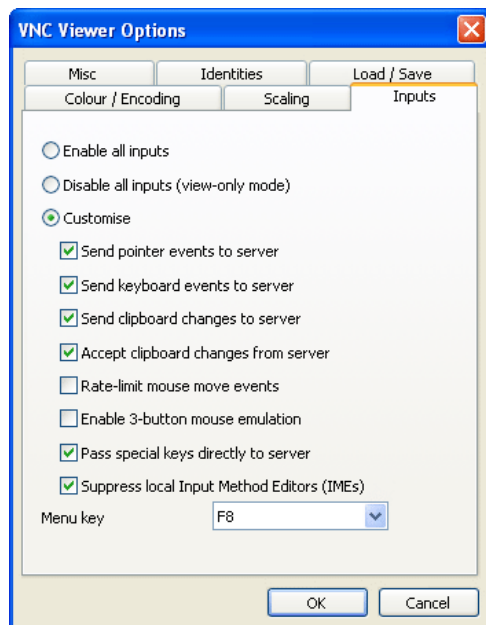 VNC Viewer Options
Misc Identities Load / Save
Colour / Encoding Scaling Inputs
Enable all inputs
Disable all inputs (view-only mode)
Customise
Send pointer events to server
Send keyboard events to server
Send clipboard changes to server
Accept clipboard changes from server
Rate-limit mouse move events
Enable 3-button mouse emulation
Pass special keys directly to server
Suppress local Input Method Editors (IMEs)
Menu key F8
OK Cancel